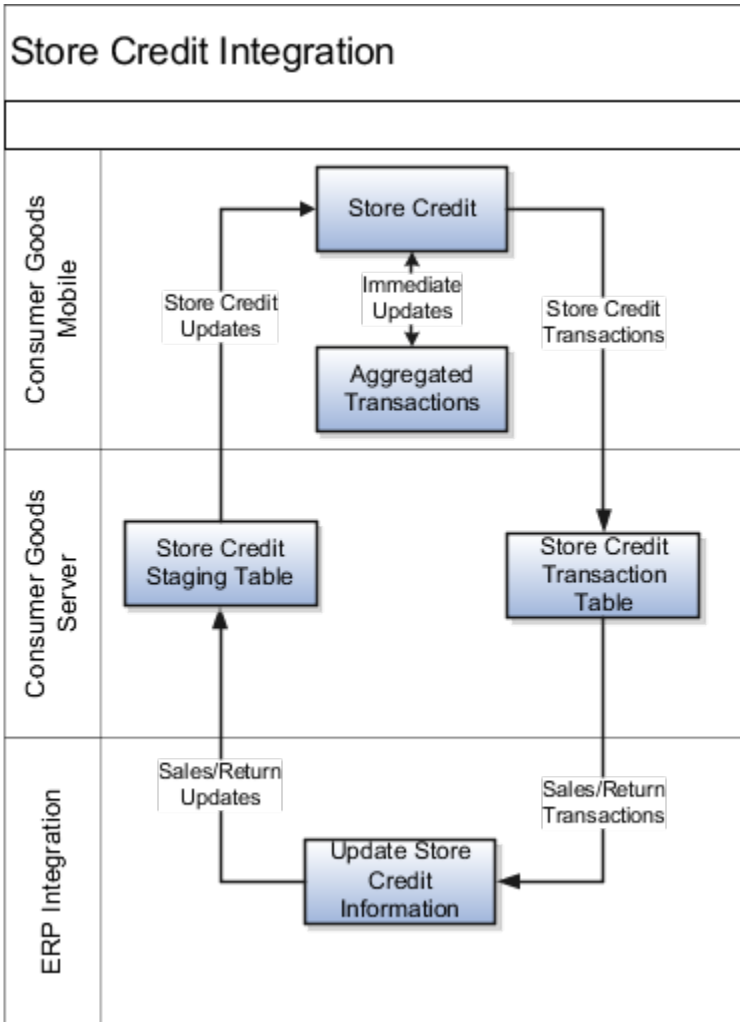 Store Credit Integration
Consumer Goods
Mobile
Store Credit
Store Credit
Updates
Immediate
Updates
Store Credit
Transactions
Aggregated
Transactions
Consumer Goods
Server
Store Credit
Staging Table
Store Credit
Transaction
Table
ERP Integration
Sales/Return
Updates
Sales/Return
Transactions
Update Store
Credit
Information